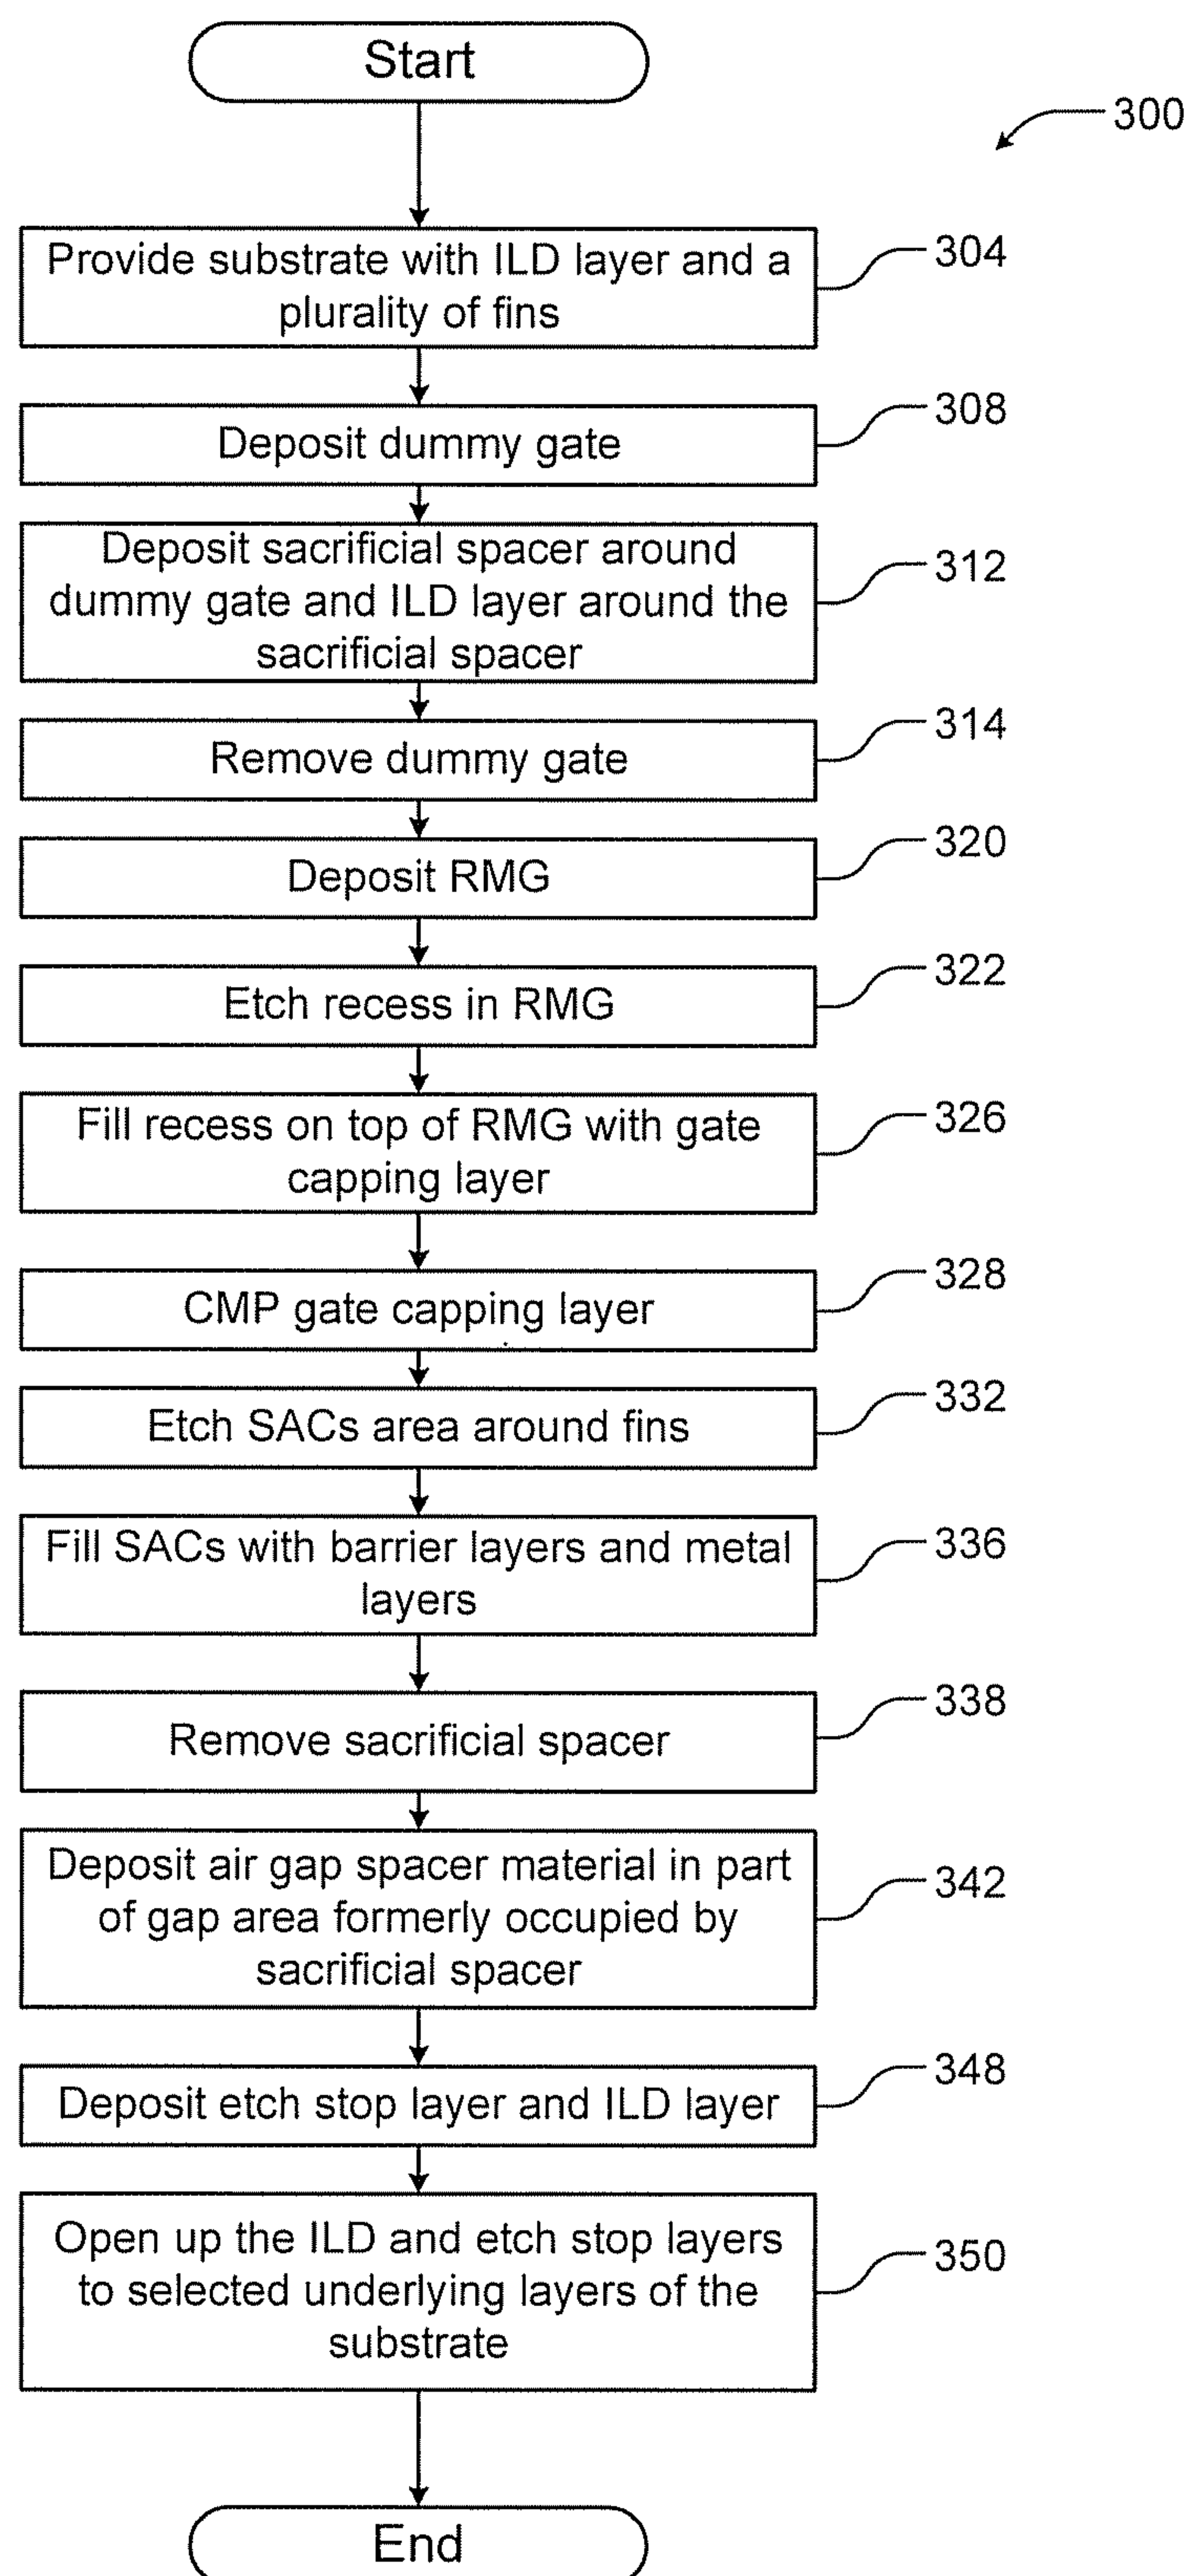 Start
300
Provide substrate with ILD layer and a
plurality of fins
304
Deposit dummy gate
308
Deposit sacrificial spacer around
dummy gate and ILD layer around the
sacrificial spacer
312
Remove dummy gate
314
Deposit RMG
320
Etch recess in RMG
322
Fill recess on top of RMG with gate
capping layer
326
CMP gate capping layer
328
Etch SACs area around fins
332
Fill SACs with barrier layers and metal
layers
336
Remove sacrificial spacer
338
Deposit air gap spacer material in part
of gap area formerly occupied by
sacrificial spacer
342
Deposit etch stop layer and ILD layer
348
Open up the ILD and etch stop layers
to selected underlying layers of the
substrate
350
End